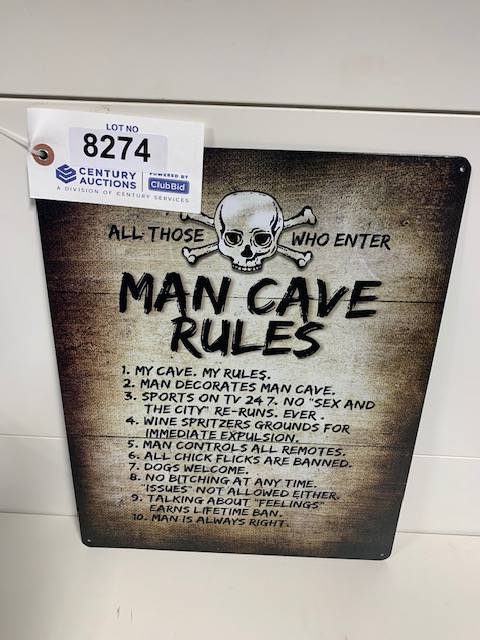 LOT NO
8274
CENTURY
AUCTIONS
POWERED BY
ClubBid
A DIVISION OF CENTURY SERVICES
ALL THOSE WHO ENTER
MAN CAVE
RULES
1. MY CAVE. MY RULES.
2. MAN DECORATES MAN CAVE.
3. SPORTS ON TV 24 7. NO "SEX AND
THE CITY" RE-RUNS. EVER.
4. WINE SPRITZERS GROUNDS FOR
IMMEDIATE EXPULSION.
5. MAN CONTROLS ALL REMOTES.
6. ALL CHICK FLICKS ARE BANNED.
7. DOGS WELCOME.
8. NO BITCHING AT ANY TIME.
"ISSUES" NOT ALLOWED EITHER.
9. TALKING ABOUT "FEELINGS"
EARNS LIFETIME BAN.
10. MAN IS ALWAYS RIGHT.